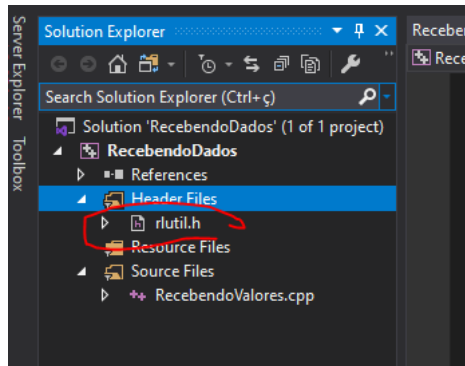 Server Explorer
Toolbox
Solution Explorer
Receben
Rece
Search Solution Explorer (Ctrl+ç)
Solution 'RecebendoDados' (1 of 1 project)
RecebendoDados
References
Header Files
rlutil.h
Resource Files
Source Files
++ RecebendoValores.cpp